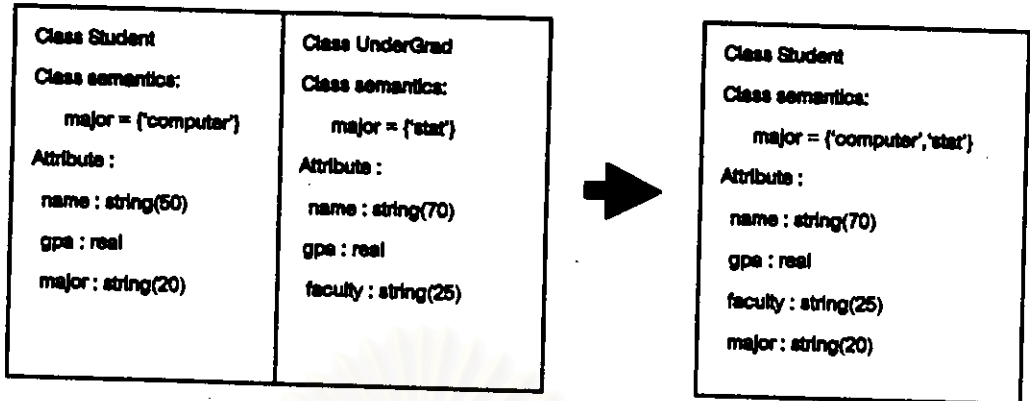 Class Student
Class semantics:
major = {'computer'}
Attribute :
name : string(50)
gpa : real
major : string(20)
Class UnderGrad
Class semantics:
major = {'stat'}
Attribute :
name : string(70)
gpa : real
faculty : string(25)
Class Student
Class semantics:
major = {'computer','stat'}
Attribute :
name : string(70)
gpa : real
faculty : string(25)
major : string(20)